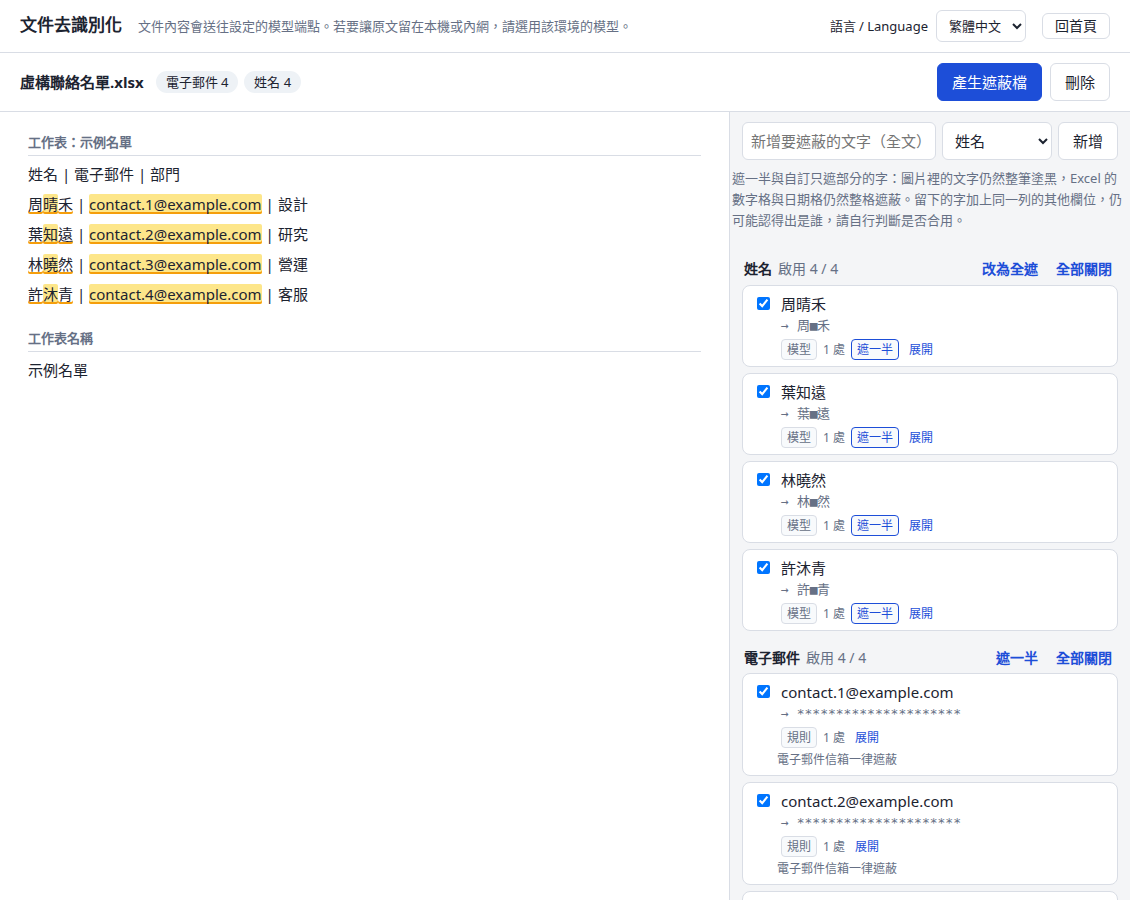 文件去識別化
文件內容會送往設定的模型端點。若要讓原文留在本機或內網，請選用該環境的模型。
語言 / Language
繁體中文
回首頁
虛構聯絡名單.xlsx
電子郵件 4
姓名 4
產生遮蔽檔
刪除
工作表：示例名單
姓名 | 電子郵件 | 部門
周晴禾 | contact.1@example.com | 設計
葉知遠 | contact.2@example.com | 研究
林曉然 | contact.3@example.com | 營運
許沐青 | contact.4@example.com | 客服
工作表名稱
示例名單
新增要遮蔽的文字（全文）
姓名
新增
遮一半與自訂只遮部分的字：圖片裡的文字仍然整筆塗黑，Excel 的
數字格與日期格仍然整格遮蔽。留下的字加上同一列的其他欄位，仍
可能認得出是誰，請自行判斷是否合用。
姓名 啟用 4 / 4
改為全遮
全部關閉
周晴禾
→ 周■禾
模型 1 處 遮一半 展開
葉知遠
→ 葉■遠
模型 1 處 遮一半 展開
林曉然
→ 林■然
模型 1 處 遮一半 展開
許沐青
→ 許■青
模型 1 處 遮一半 展開
電子郵件 啟用 4 / 4
遮一半
全部關閉
contact.1@example.com
→ *********************
規則 1 處 展開
電子郵件信箱一律遮蔽
contact.2@example.com
→ *********************
規則 1 處 展開
電子郵件信箱一律遮蔽